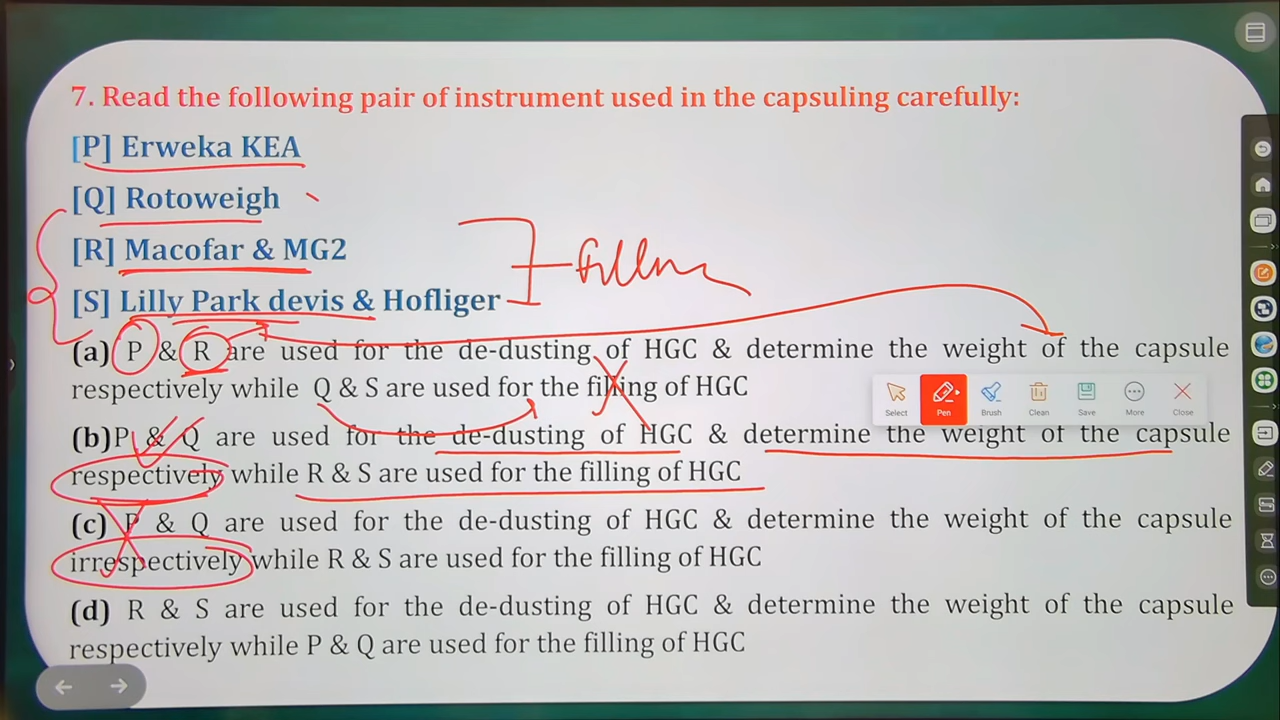 7. Read the following pair of instrument used in the capsuling carefully:
[P] Erweka KEA
[Q] Rotoweigh
[R] Macofar & MG2
[S] Lilly Park devis & Hofliger
filling
(a) P & R are used for the de-dusting of HGC & determine the weight of the capsule
respectively while Q & S are used for the filling of HGC
Select Pen Brush Clean Save More Close
(b)P & Q are used for the de-dusting of HGC & determine the weight of the capsule
respectively while R & S are used for the filling of HGC
(c) P & Q are used for the de-dusting of HGC & determine the weight of the capsule
irrespectively while R & S are used for the filling of HGC
(d) R & S are used for the de-dusting of HGC & determine the weight of the capsule
respectively while P & Q are used for the filling of HGC